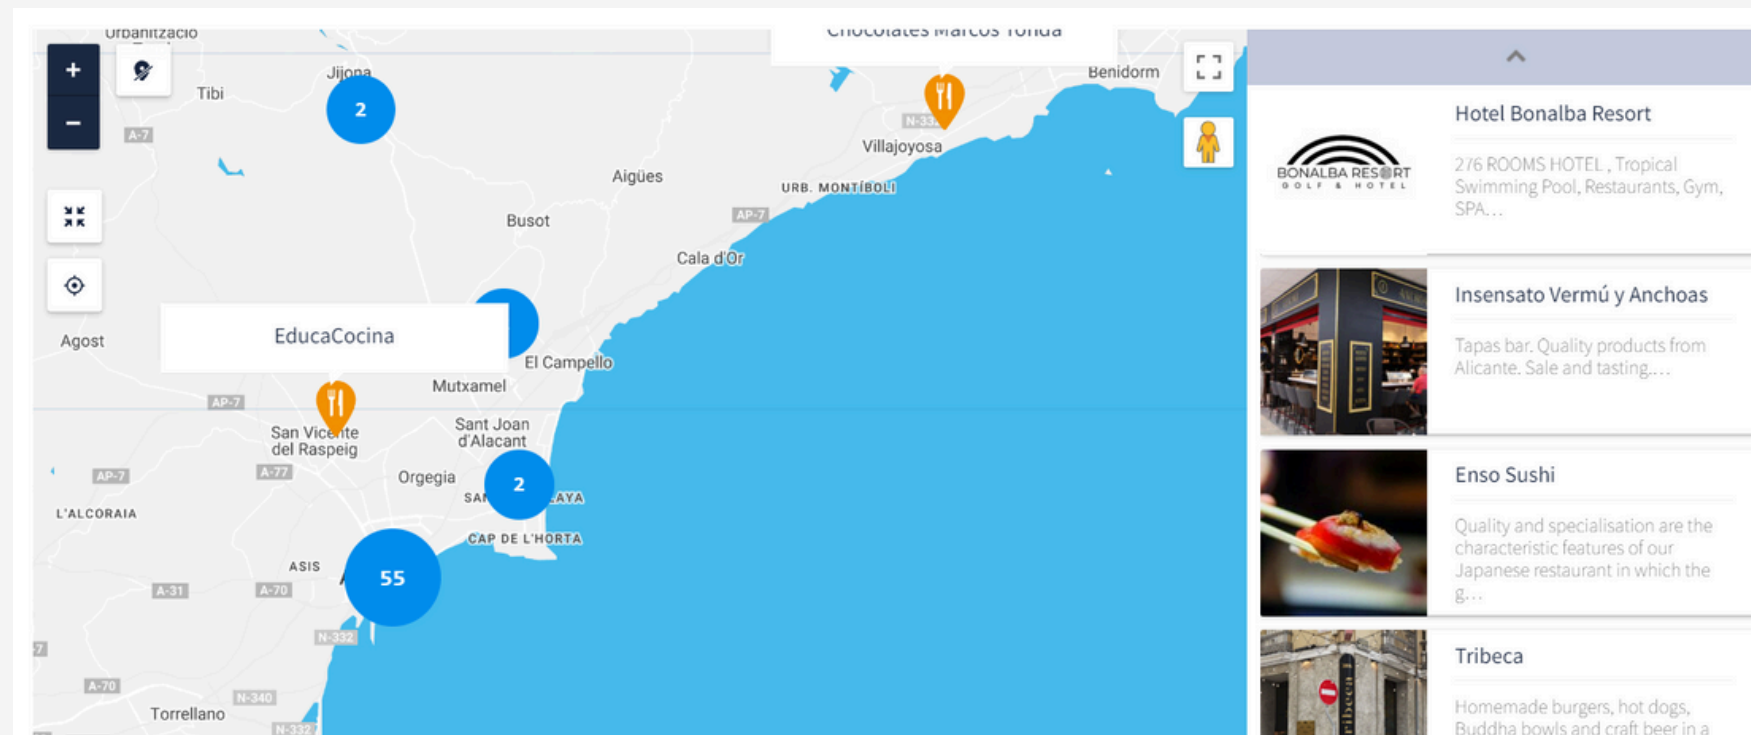 Urbanització
Chocolates Marcos Tonda
+
−
Jijona
Benidorm
Tibi
2
A-7
N-332
Villajoyosa
Aigües
URB. MONTÍBOLI
AP-7
Busot
Cala d'Or
EducaCocina
Agost
El Campello
Mutxamel
AP-7
San Vicente
del Raspeig
Sant Joan
d'Alacant
A-77
AP-7
Orgegia
2
L'ALCORAIA
CAP DE L'HORTA
ASIS
55
A-31
A-70
N-332
A-70
N-340
Torrellano
N-332
Hotel Bonalba Resort
BONALBA RESORT
GOLF & HOTEL
276 ROOMS HOTEL , Tropical
Swimming Pool, Restaurants, Gym,
SPA…
Insensato Vermú y Anchoas
Tapas bar. Quality products from
Alicante. Sale and tasting.…
Enso Sushi
Quality and specialisation are the
characteristic features of our
Japanese restaurant in which the
g…
Tribeca
tribeca
Homemade burgers, hot dogs,
Buddha bowls and craft beer in a